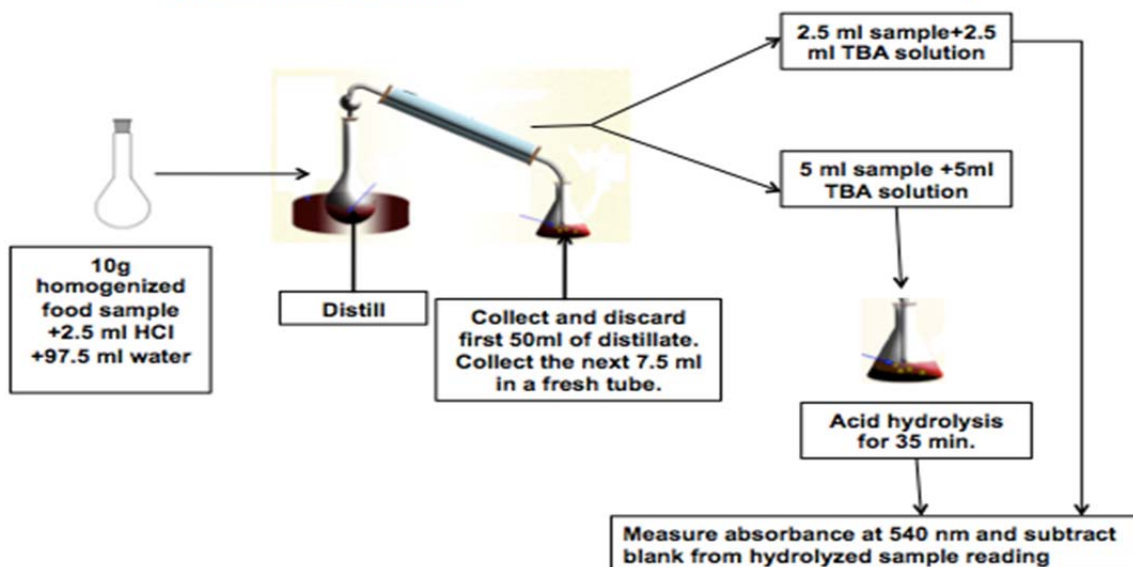 10g
homogenized
food sample
+2.5 ml HCl
+97.5 ml water
Distill
Collect and discard
first 50ml of distillate.
Collect the next 7.5 ml
in a fresh tube.
2.5 ml sample+2.5
ml TBA solution
5 ml sample +5ml
TBA solution
Acid hydrolysis
for 35 min.
Measure absorbance at 540 nm and subtract
blank from hydrolyzed sample reading